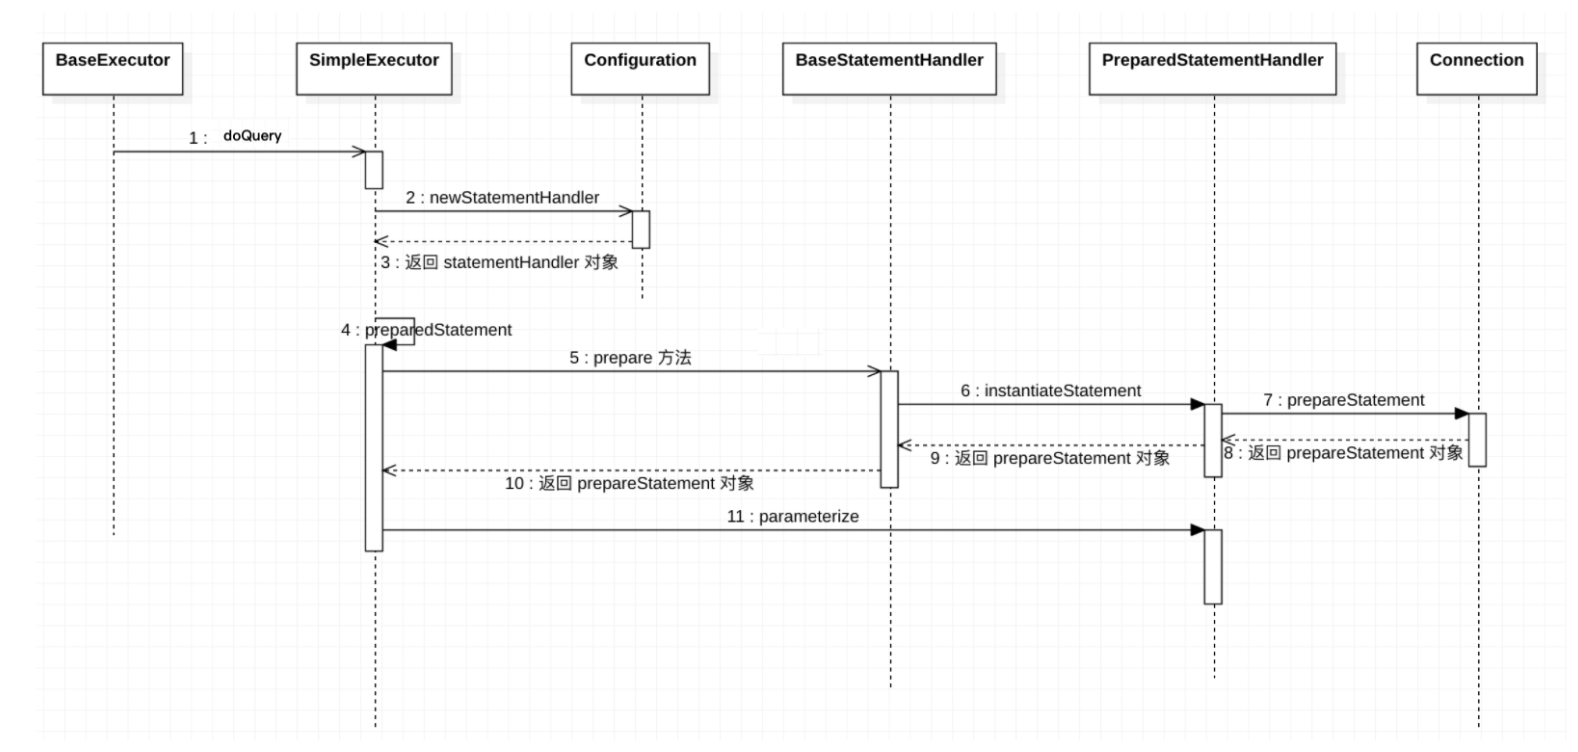 BaseExecutor
SimpleExecutor
Configuration
BaseStatementHandler
PreparedStatementHandler
Connection
1 : doQuery
2 : newStatementHandler
3 : 返回 statementHandler 对象
4 : preparedStatement
5 : prepare 方法
6 : instantiateStatement
7 : prepareStatement
8 : 返回 prepareStatement 对象
9 : 返回 prepareStatement 对象
10 : 返回 prepareStatement 对象
11 : parameterize